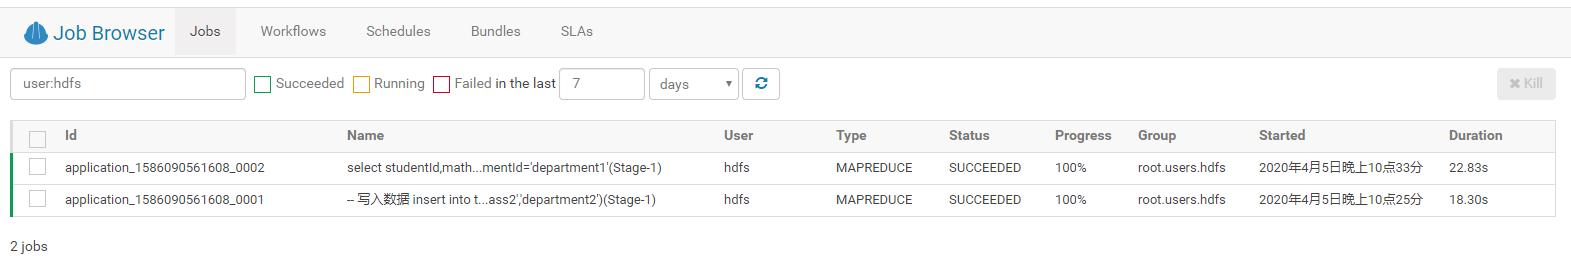 Job Browser Jobs Workflows Schedules Bundles SLAs
user:hdfs Succeeded Running Failed in the last 7 days Kill
Id Name User Type Status Progress Group Started Duration
application_1586090561608_0002 select studentId,math...mentId='department1'(Stage-1) hdfs MAPREDUCE SUCCEEDED 100% root.users.hdfs 2020年4月5日晚上10点33分 22.83s
application_1586090561608_0001 -- 写入数据 insert into t...ass2','department2')(Stage-1) hdfs MAPREDUCE SUCCEEDED 100% root.users.hdfs 2020年4月5日晚上10点25分 18.30s
2 jobs